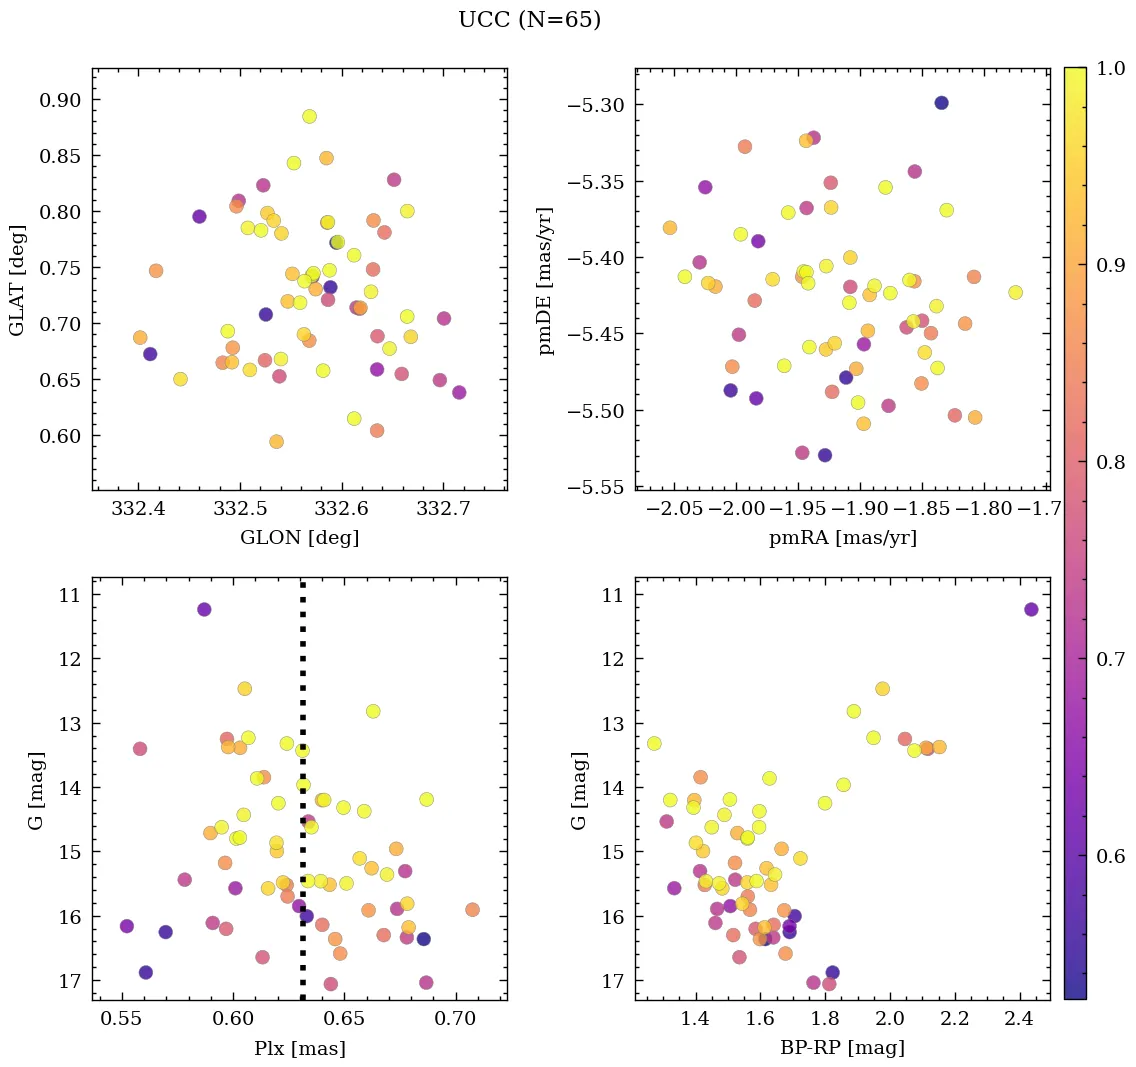 UCC (N=65)
0.90
0.85
0.80
0.75
0.70
0.65
0.60
GLAT [deg]
332.4 332.5 332.6 332.7
GLON [deg]
−5.30
−5.35
−5.40
−5.45
−5.50
−5.55
pmDE [mas/yr]
−2.05 −2.00 −1.95 −1.90 −1.85 −1.80 −1.7
pmRA [mas/yr]
11
12
13
14
15
16
17
G [mag]
0.55 0.60 0.65 0.70
Plx [mas]
11
12
13
14
15
16
17
G [mag]
1.4 1.6 1.8 2.0 2.2 2.4
BP-RP [mag]
1.0
0.9
0.8
0.7
0.6